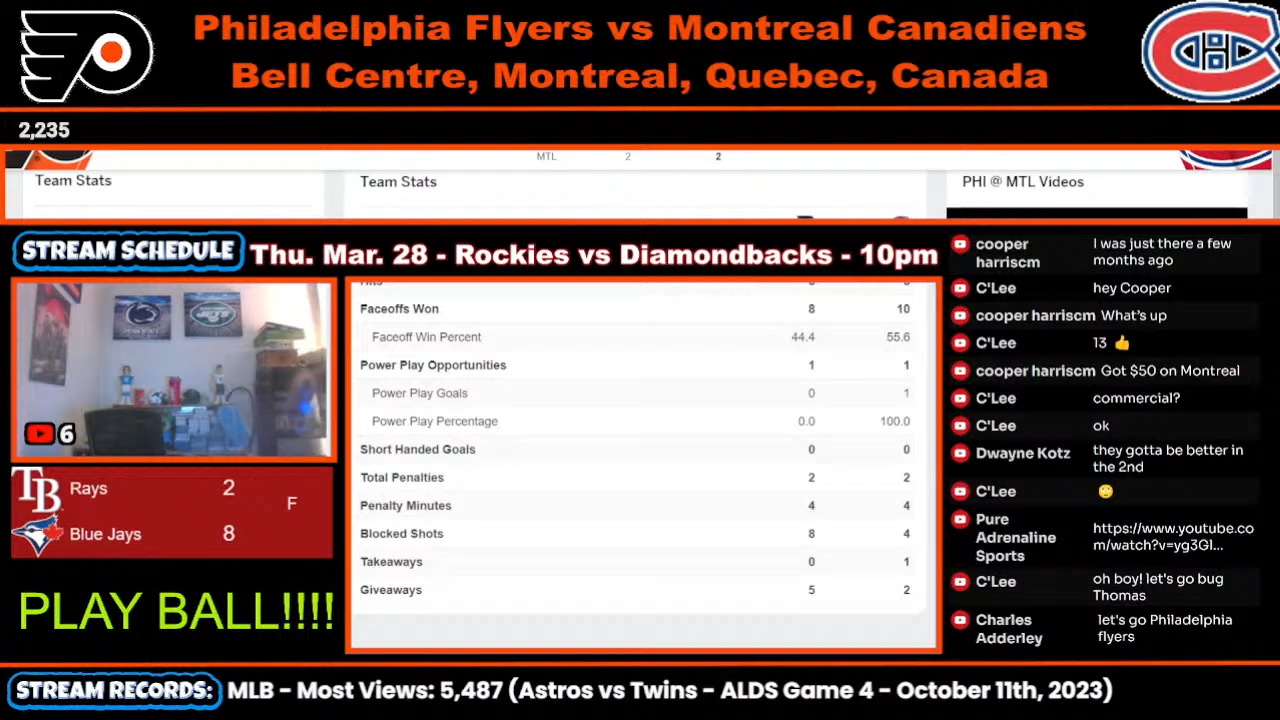 Philadelphia Flyers vs Montreal Canadiens
Bell Centre, Montreal, Quebec, Canada
2,235
MTL 2 2
Team Stats
Team Stats
PHI @ MTL Videos
STREAM SCHEDULE
Thu. Mar. 28 - Rockies vs Diamondbacks - 10pm
6
TB Rays 2
F
Blue Jays 8
PLAY BALL!!!!
Faceoffs Won 8 10
Faceoff Win Percent 44.4 55.6
Power Play Opportunities 1 1
Power Play Goals 0 1
Power Play Percentage 0.0 100.0
Short Handed Goals 0 0
Total Penalties 2 2
Penalty Minutes 4 4
Blocked Shots 8 4
Takeaways 0 1
Giveaways 5 2
cooper harriscm I was just there a few
months ago
C'Lee hey Cooper
cooper harriscm What's up
C'Lee 13 👍
cooper harriscm Got $50 on Montreal
C'Lee commercial?
C'Lee ok
Dwayne Kotz they gotta be better in
the 2nd
C'Lee 🙄
Pure Adrenaline Sports https://www.youtube.co
m/watch?v=yg3Gl...
C'Lee oh boy! let's go bug
Thomas
Charles Adderley let's go Philadelphia
flyers
STREAM RECORDS:
MLB - Most Views: 5,487 (Astros vs Twins - ALDS Game 4 - October 11th, 2023)